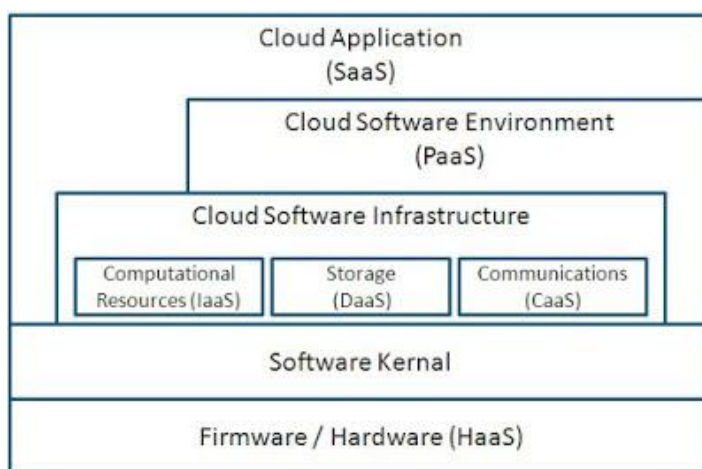 Cloud Application
(SaaS)
Cloud Software Environment
(PaaS)
Cloud Software Infrastructure
Computational
Resources (IaaS)
Storage
(DaaS)
Communications
(CaaS)
Software Kernal
Firmware / Hardware (HaaS)